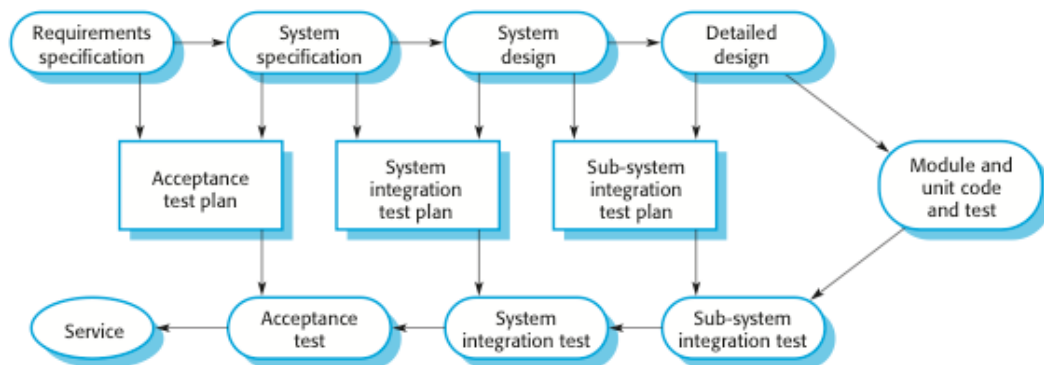 Requirements
specification
System
specification
System
design
Detailed
design
Acceptance
test plan
System
integration
test plan
Sub-system
integration
test plan
Module and
unit code
and test
Service
Acceptance
test
System
integration test
Sub-system
integration test